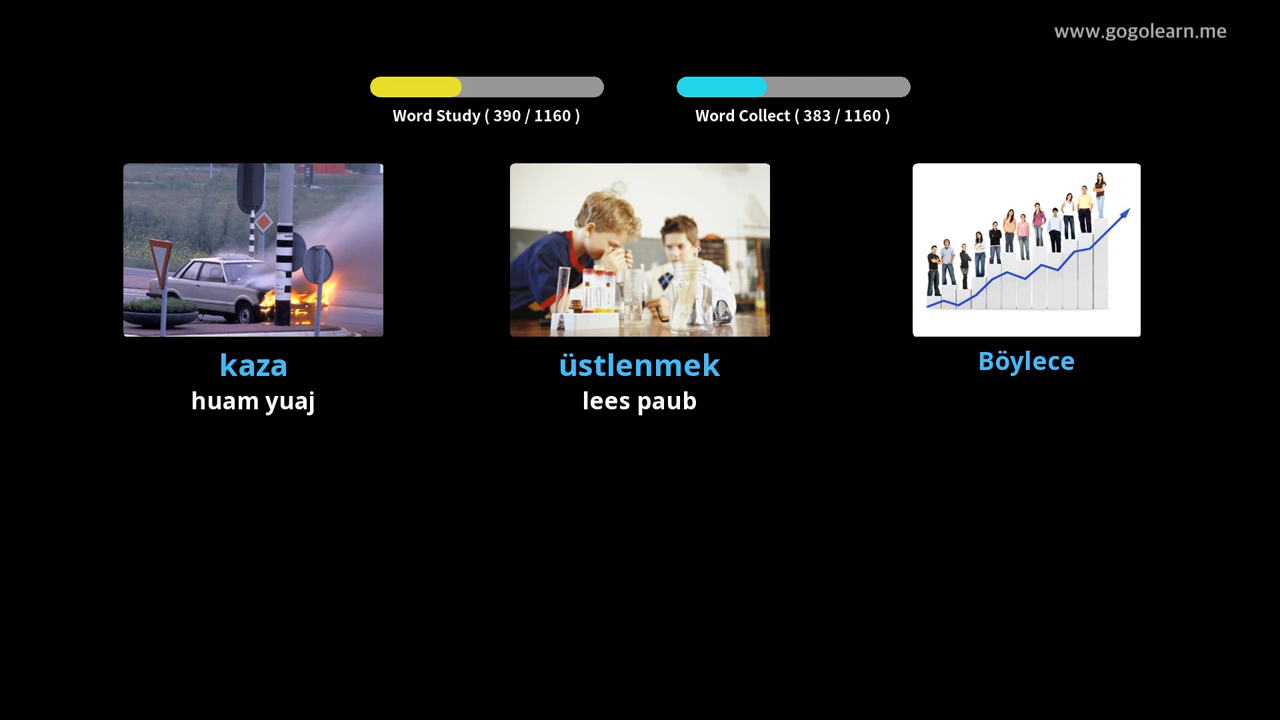 www.gogolearn.me
Word Study ( 390 / 1160 )
Word Collect ( 383 / 1160 )
kaza
huam yuaj
üstlenmek
lees paub
Böylece